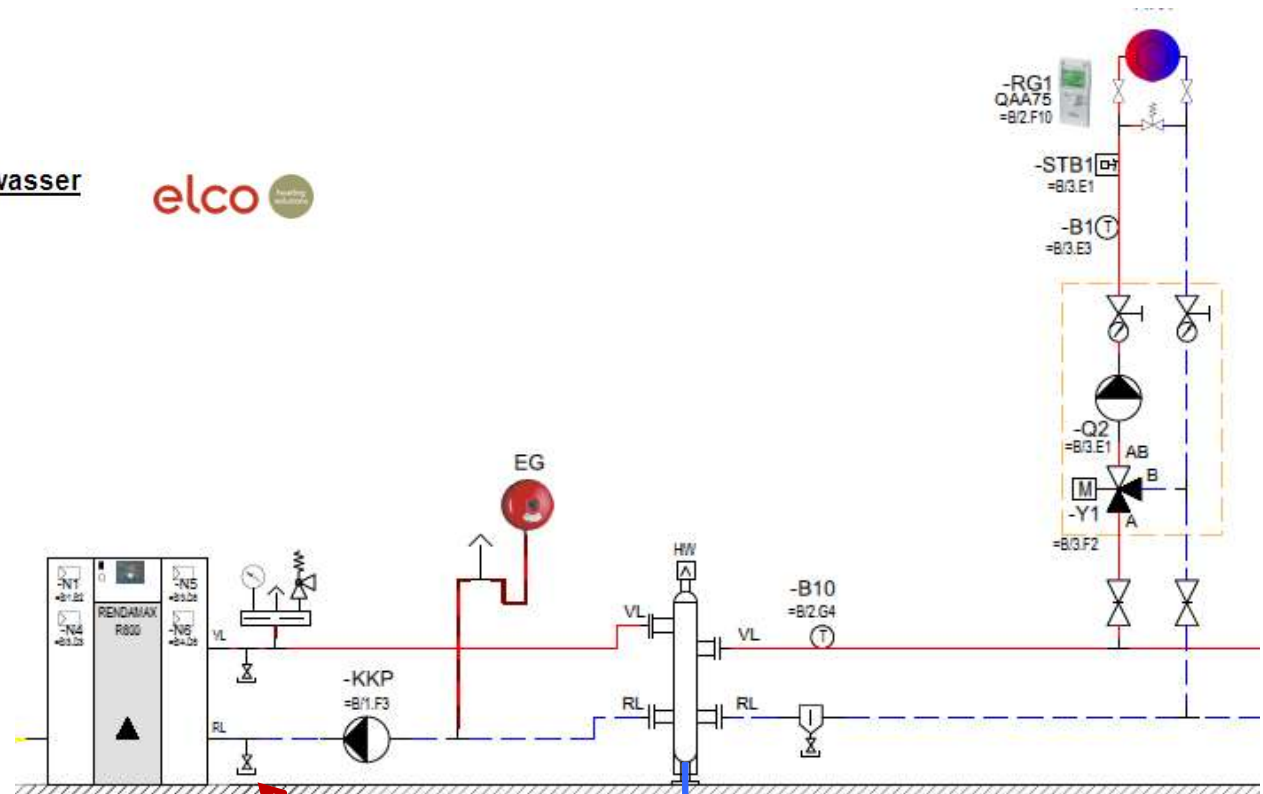 -RG1
QAA75
=B/2.F10
wasser
elco
heating
solutions
-STB1
=B/3.E1
-B1
T
=B/3.E3
-Q2
=B/3.E1
AB
B
M
-Y1
A
=B/3.F2
EG
HW
-B10
=B/2.G4
T
VL
VL
-N1
-N5
RENDAMAX
R600
-N4
-N6
VL
-KKP
=B/1.F3
RL
RL
RL